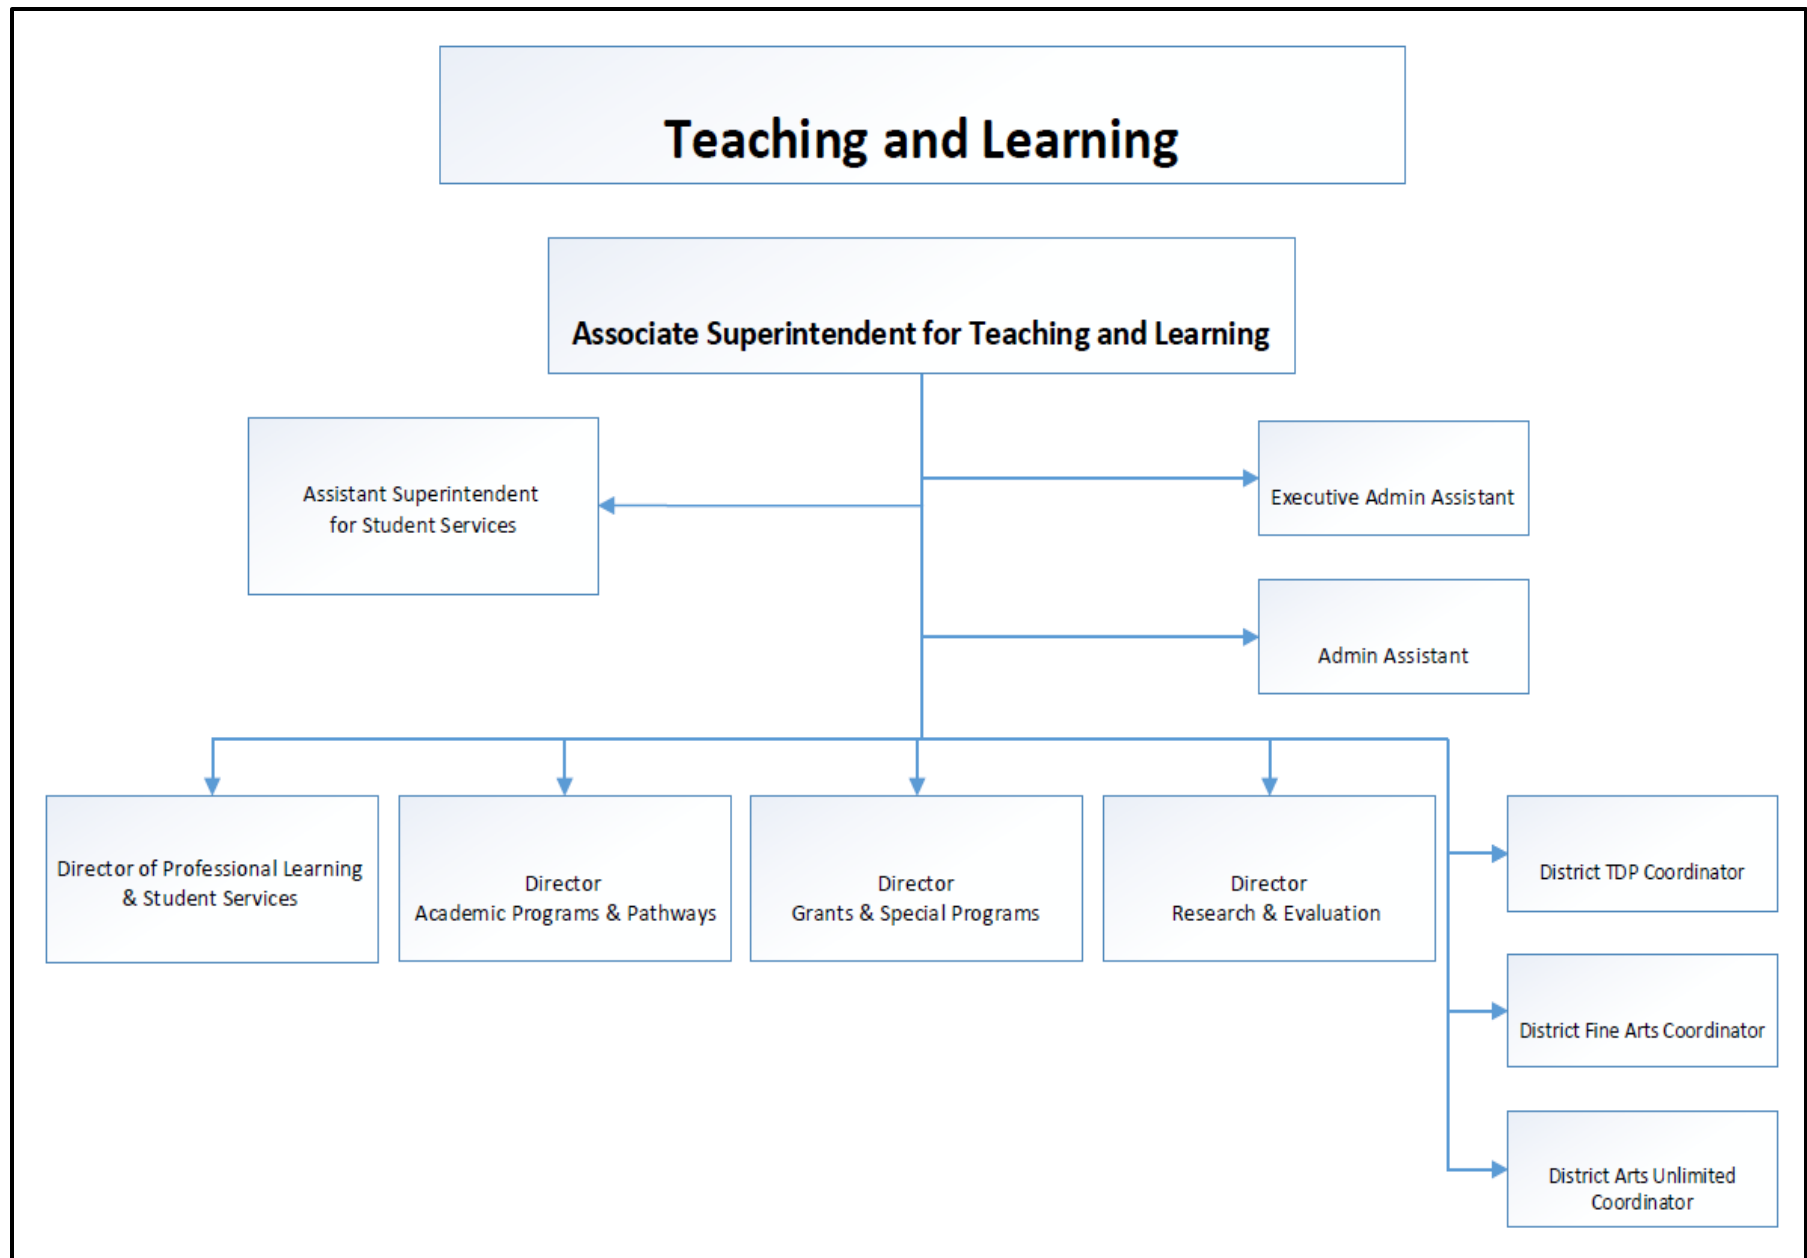 Teaching and Learning
Associate Superintendent for Teaching and Learning
Assistant Superintendent
for Student Services
Executive Admin Assistant
Admin Assistant
Director of Professional Learning
& Student Services
Director
Academic Programs & Pathways
Director
Grants & Special Programs
Director
Research & Evaluation
District TDP Coordinator
District Fine Arts Coordinator
District Arts Unlimited
Coordinator